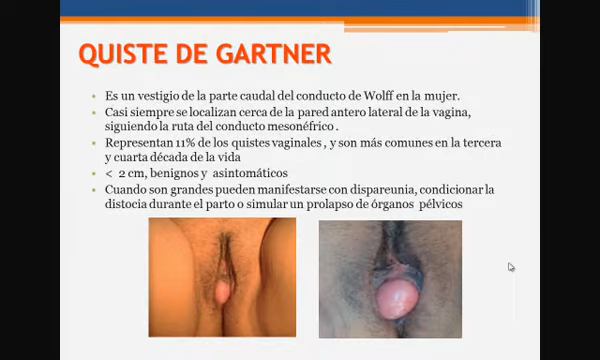 QUISTE DE GARTNER
• Es un vestigio de la parte caudal del conducto de Wolff en la mujer.
• Casi siempre se localizan cerca de la pared antero lateral de la vagina,
siguiendo la ruta del conducto mesonéfrico .
• Representan 11% de los quistes vaginales , y son más comunes en la tercera
y cuarta década de la vida
• < 2 cm, benignos y asintomáticos
• Cuando son grandes pueden manifestarse con dispareunia, condicionar la
distocia durante el parto o simular un prolapso de órganos pélvicos